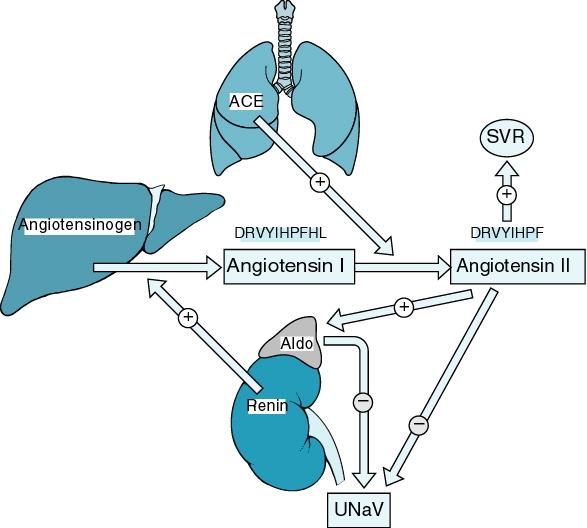 ACE
SVR
Angiotensinogen
DRVYIHPFHL
DRVYIHPF
+
+
Angiotensin I
Angiotensin II
+
+
Aldo
Renin
−
−
UNaV